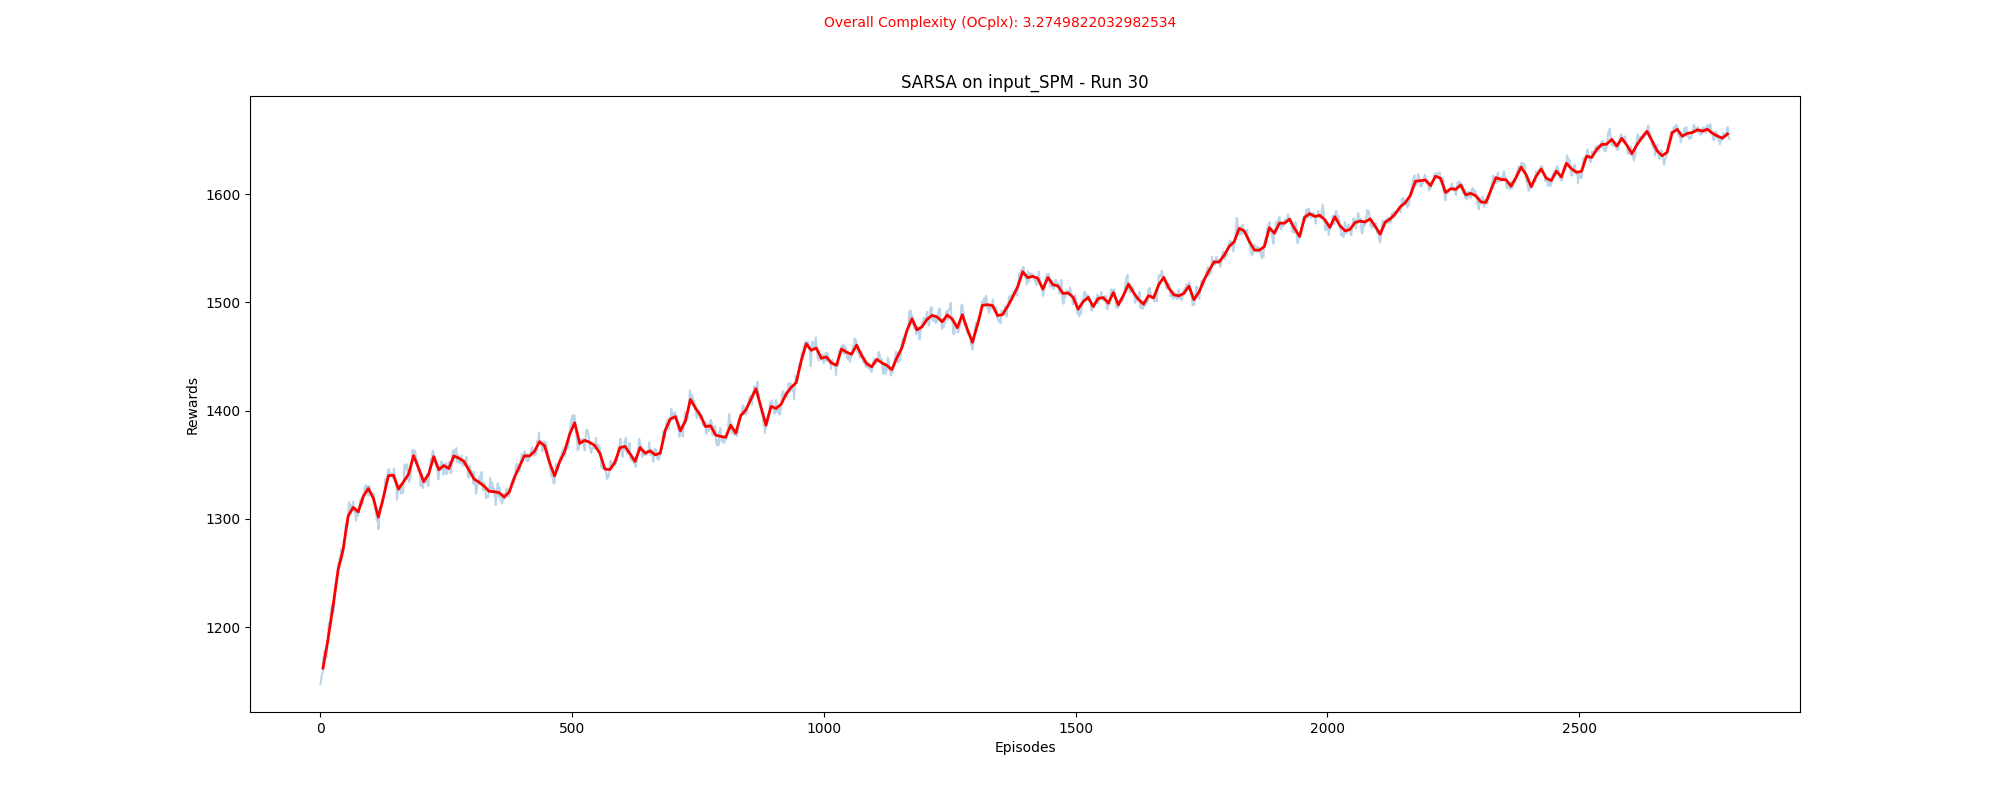 Overall Complexity (OCplx): 3.2749822032982534
SARSA on input_SPM - Run 30
1600
1500
1400
1300
1200
Rewards
0 500 1000 1500 2000 2500
Episodes